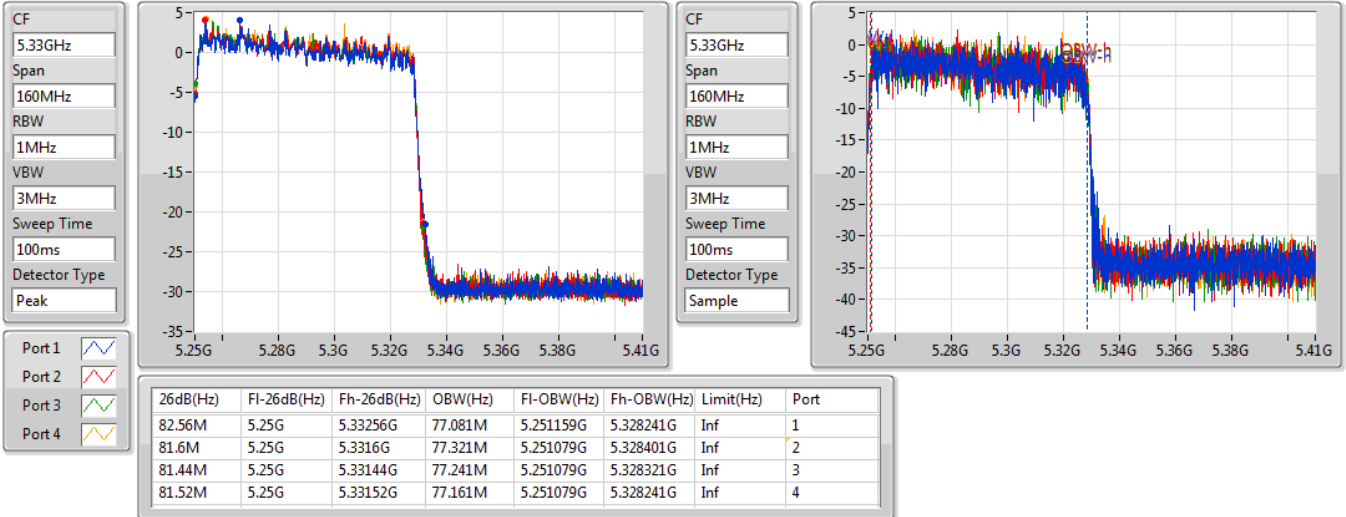 CF
5.33GHz
Span
160MHz
RBW
1MHz
VBW
3MHz
Sweep Time
100ms
Detector Type
Peak
5
0
-5
-10
-15
-20
-25
-30
-35
5.25G 5.28G 5.3G 5.32G 5.34G 5.36G 5.38G 5.41G
CF
5.33GHz
Span
160MHz
RBW
1MHz
VBW
3MHz
Sweep Time
100ms
Detector Type
Sample
5
0
-5
-10
-15
-20
-25
-30
-35
-40
-45
OBW-h
5.25G 5.28G 5.3G 5.32G 5.34G 5.36G 5.38G 5.41G
Port 1
Port 2
Port 3
Port 4
26dB(Hz) Fl-26dB(Hz) Fh-26dB(Hz) OBW(Hz) Fl-OBW(Hz) Fh-OBW(Hz) Limit(Hz) Port
82.56M 5.25G 5.33256G 77.081M 5.251159G 5.328241G Inf 1
81.6M 5.25G 5.3316G 77.321M 5.251079G 5.328401G Inf 2
81.44M 5.25G 5.33144G 77.241M 5.251079G 5.328321G Inf 3
81.52M 5.25G 5.33152G 77.161M 5.251079G 5.328241G Inf 4